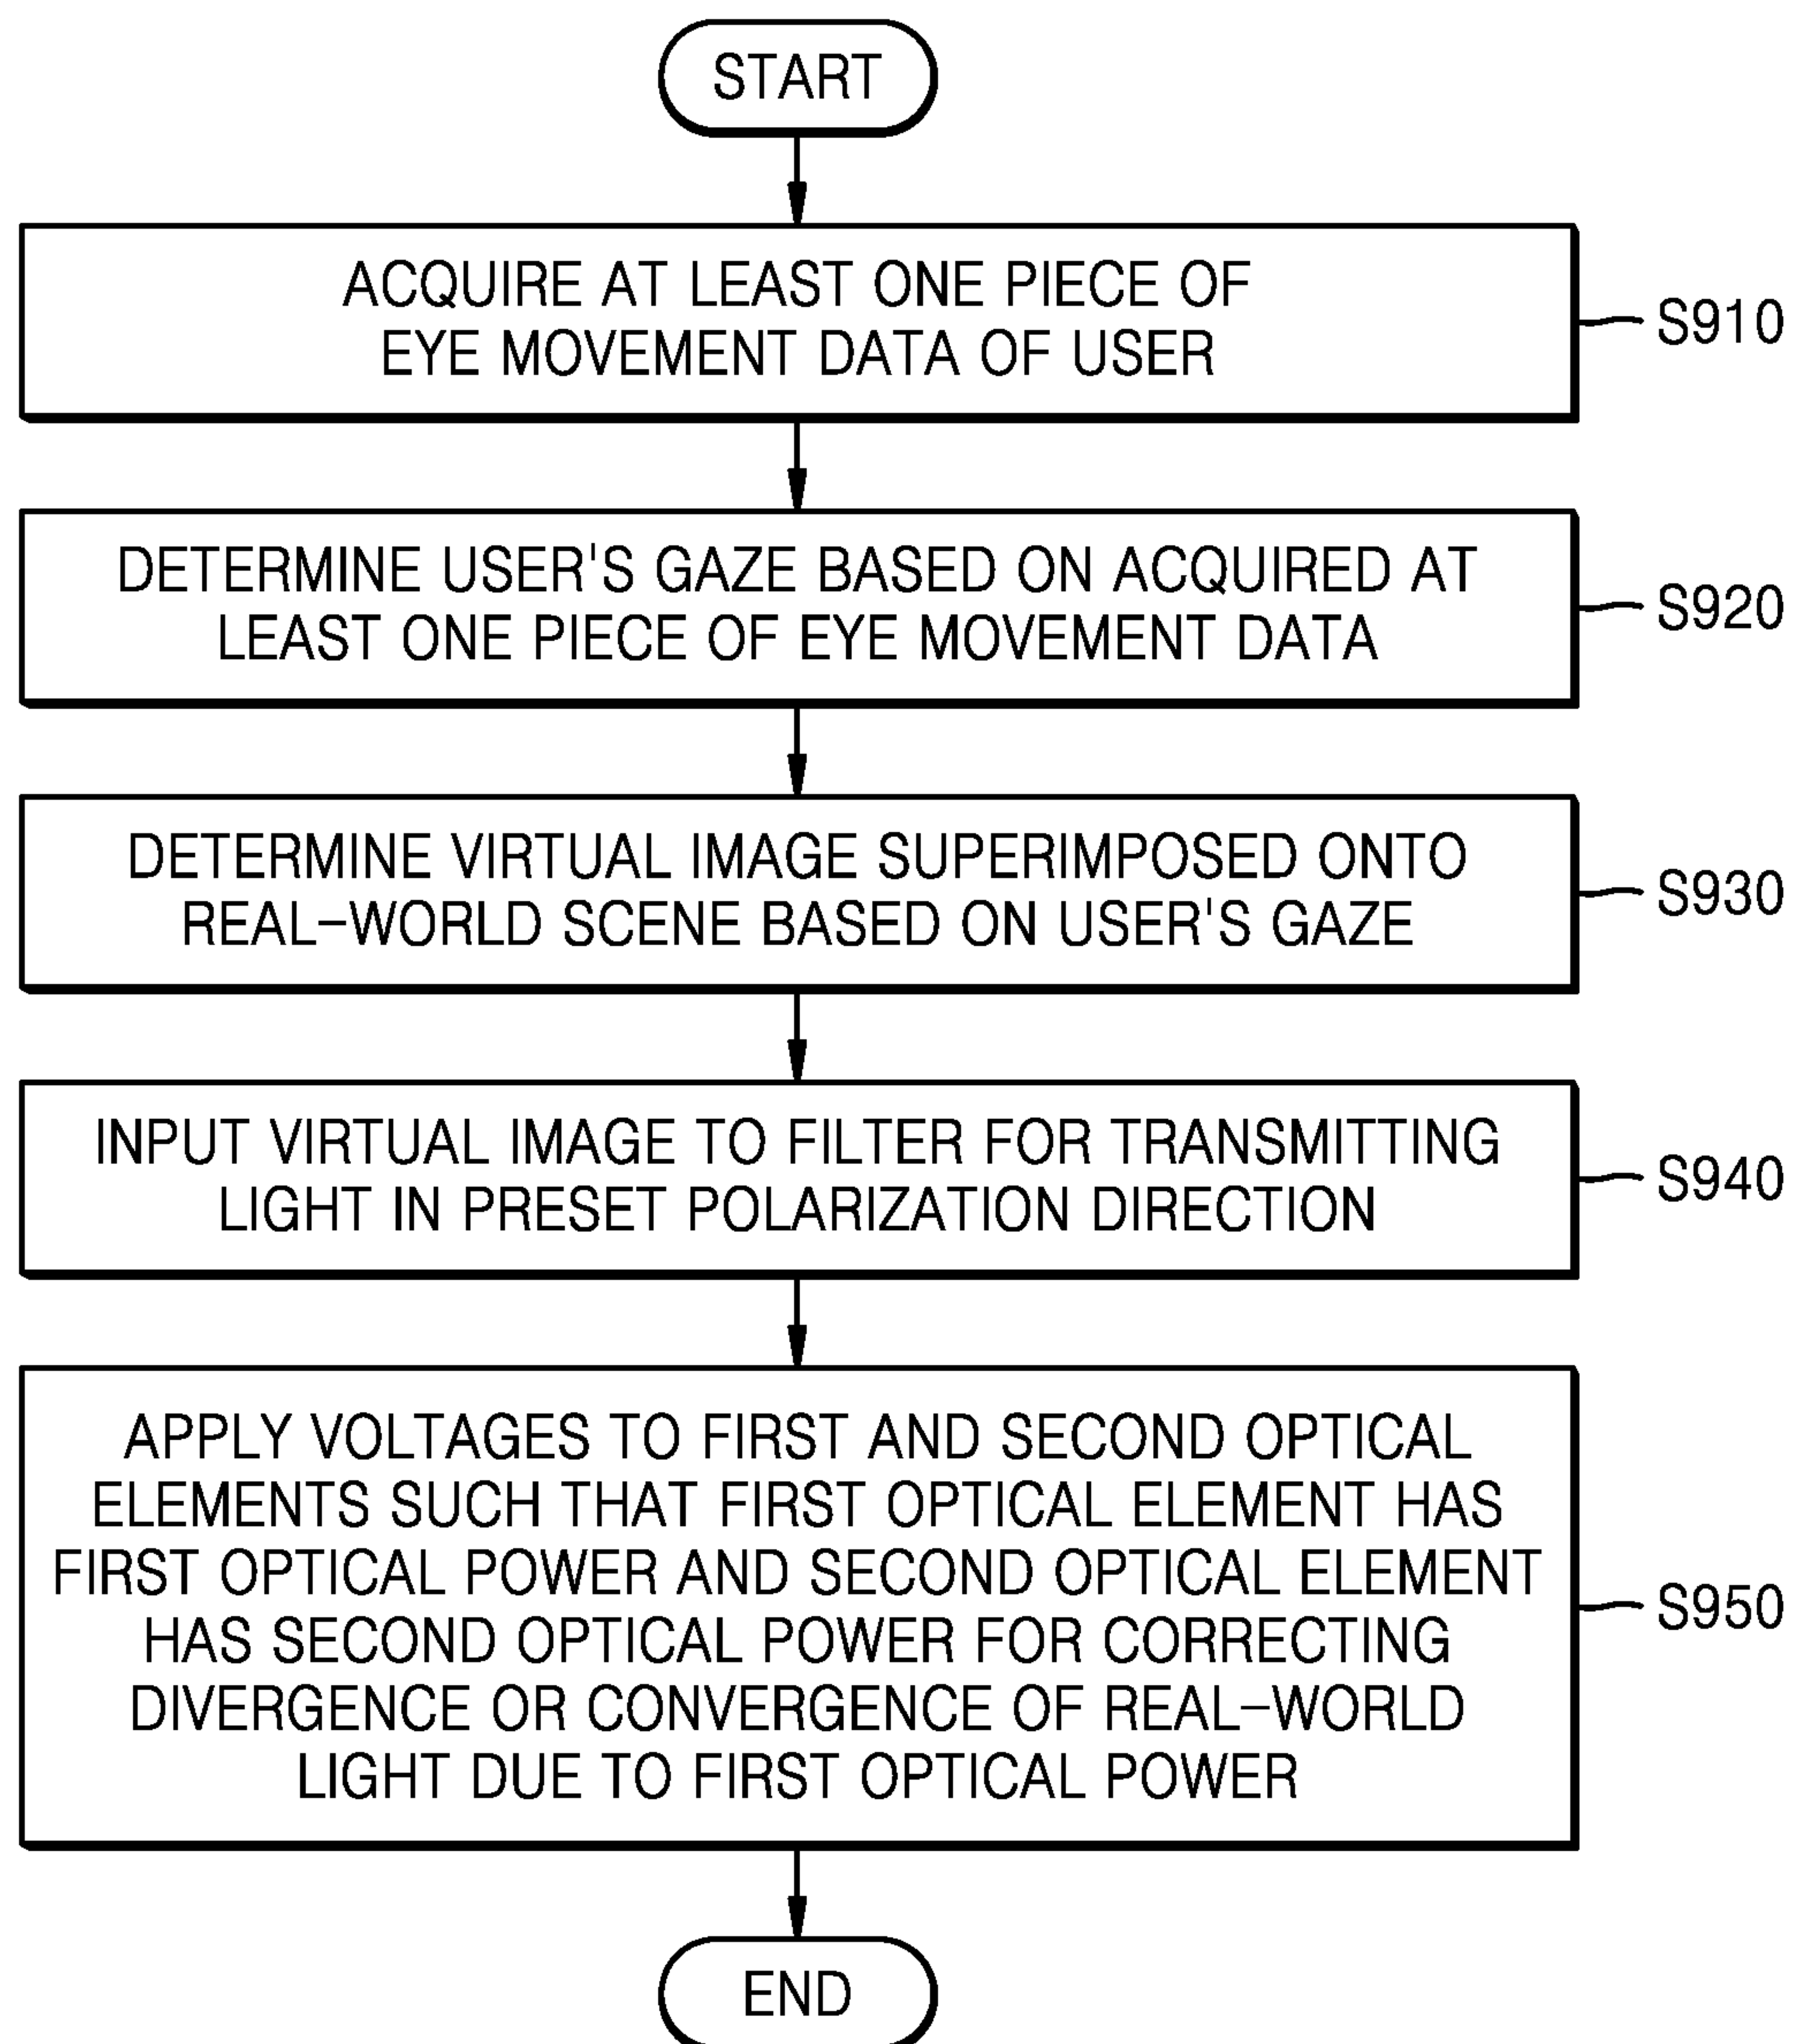 START
ACQUIRE AT LEAST ONE PIECE OF
EYE MOVEMENT DATA OF USER
S910
DETERMINE USER'S GAZE BASED ON ACQUIRED AT
LEAST ONE PIECE OF EYE MOVEMENT DATA
S920
DETERMINE VIRTUAL IMAGE SUPERIMPOSED ONTO
REAL-WORLD SCENE BASED ON USER'S GAZE
S930
INPUT VIRTUAL IMAGE TO FILTER FOR TRANSMITTING
LIGHT IN PRESET POLARIZATION DIRECTION
S940
APPLY VOLTAGES TO FIRST AND SECOND OPTICAL
ELEMENTS SUCH THAT FIRST OPTICAL ELEMENT HAS
FIRST OPTICAL POWER AND SECOND OPTICAL ELEMENT
HAS SECOND OPTICAL POWER FOR CORRECTING
DIVERGENCE OR CONVERGENCE OF REAL-WORLD
LIGHT DUE TO FIRST OPTICAL POWER
S950
END